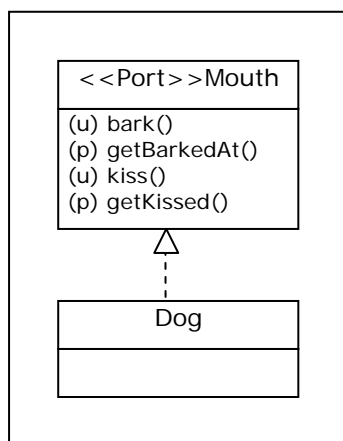 <<Port>>Mouth
(u) bark()
(p) getBarkedAt()
(u) kiss()
(p) getKissed()
Dog